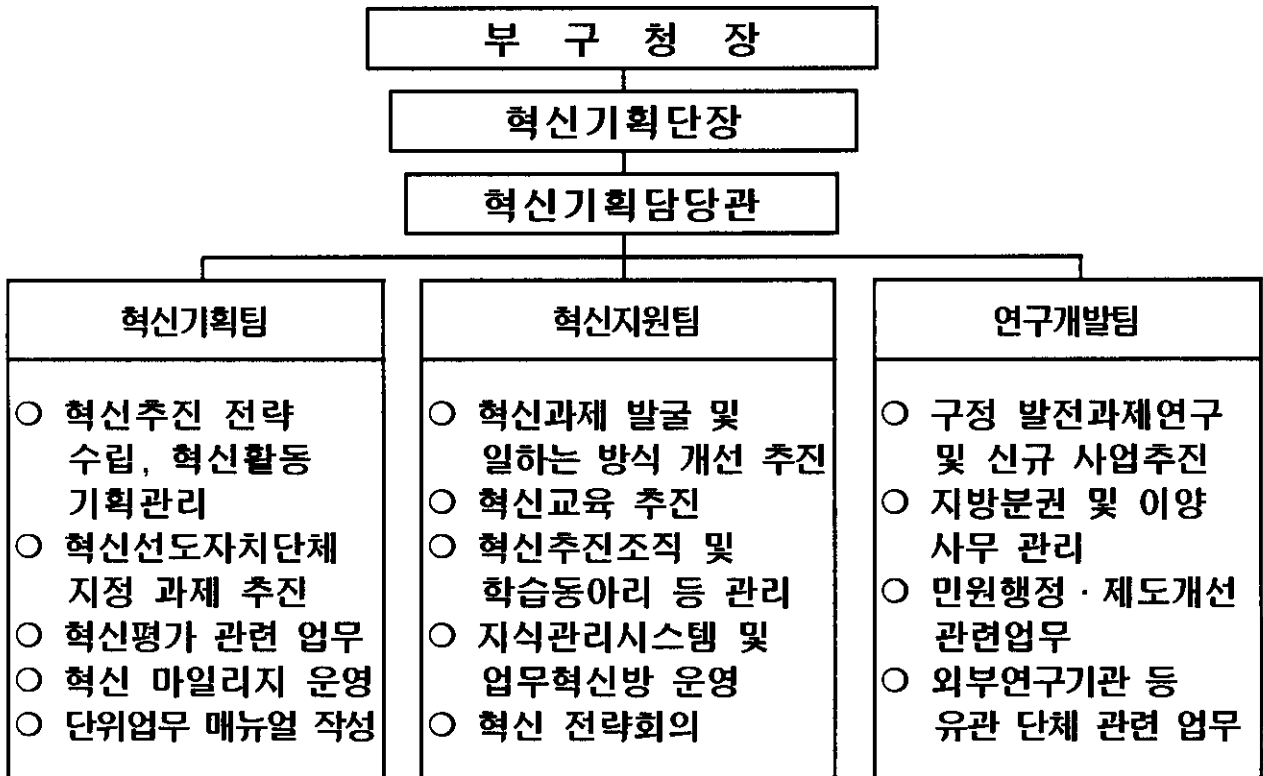 부 구 청 장
혁신기획단장
혁신기획담당관
혁신기획팀
○ 혁신추진 전략
수립, 혁신활동
기획관리
○ 혁신선도자치단체
지정 과제 추진
○ 혁신평가 관련 업무
○ 혁신 마일리지 운영
○ 단위업무 매뉴얼 작성
혁신지원팀
○ 혁신과제 발굴 및
일하는 방식 개선 추진
○ 혁신교육 추진
○ 혁신추진조직 및
학습동아리 등 관리
○ 지식관리시스템 및
업무혁신방 운영
○ 혁신 전략회의
연구개발팀
○ 구정 발전과제연구
및 신규 사업추진
○ 지방분권 및 이양
사무 관리
○ 민원행정 · 제도개선
관련업무
○ 외부연구기관 등
유관 단체 관련 업무